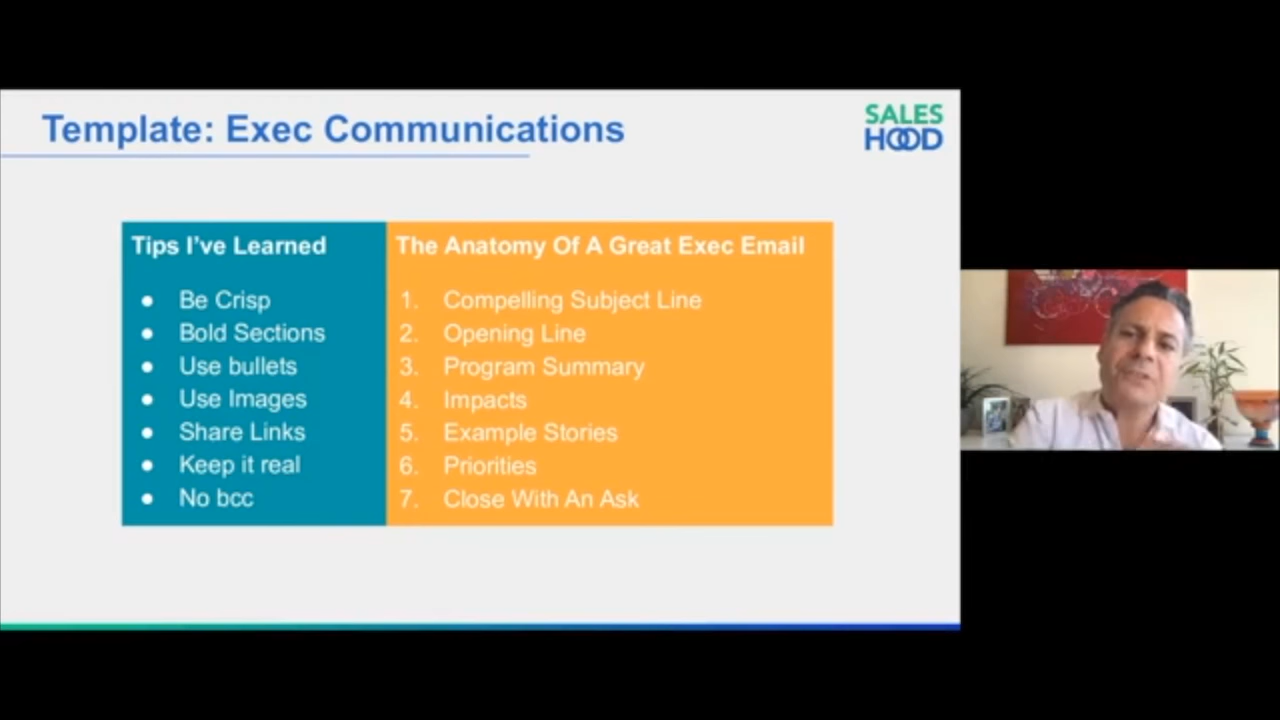 Template: Exec Communications
SALES
HOOD
Tips I've Learned
● Be Crisp
● Bold Sections
● Use bullets
● Use Images
● Share Links
● Keep it real
● No bcc
The Anatomy Of A Great Exec Email
1. Compelling Subject Line
2. Opening Line
3. Program Summary
4. Impacts
5. Example Stories
6. Priorities
7. Close With An Ask